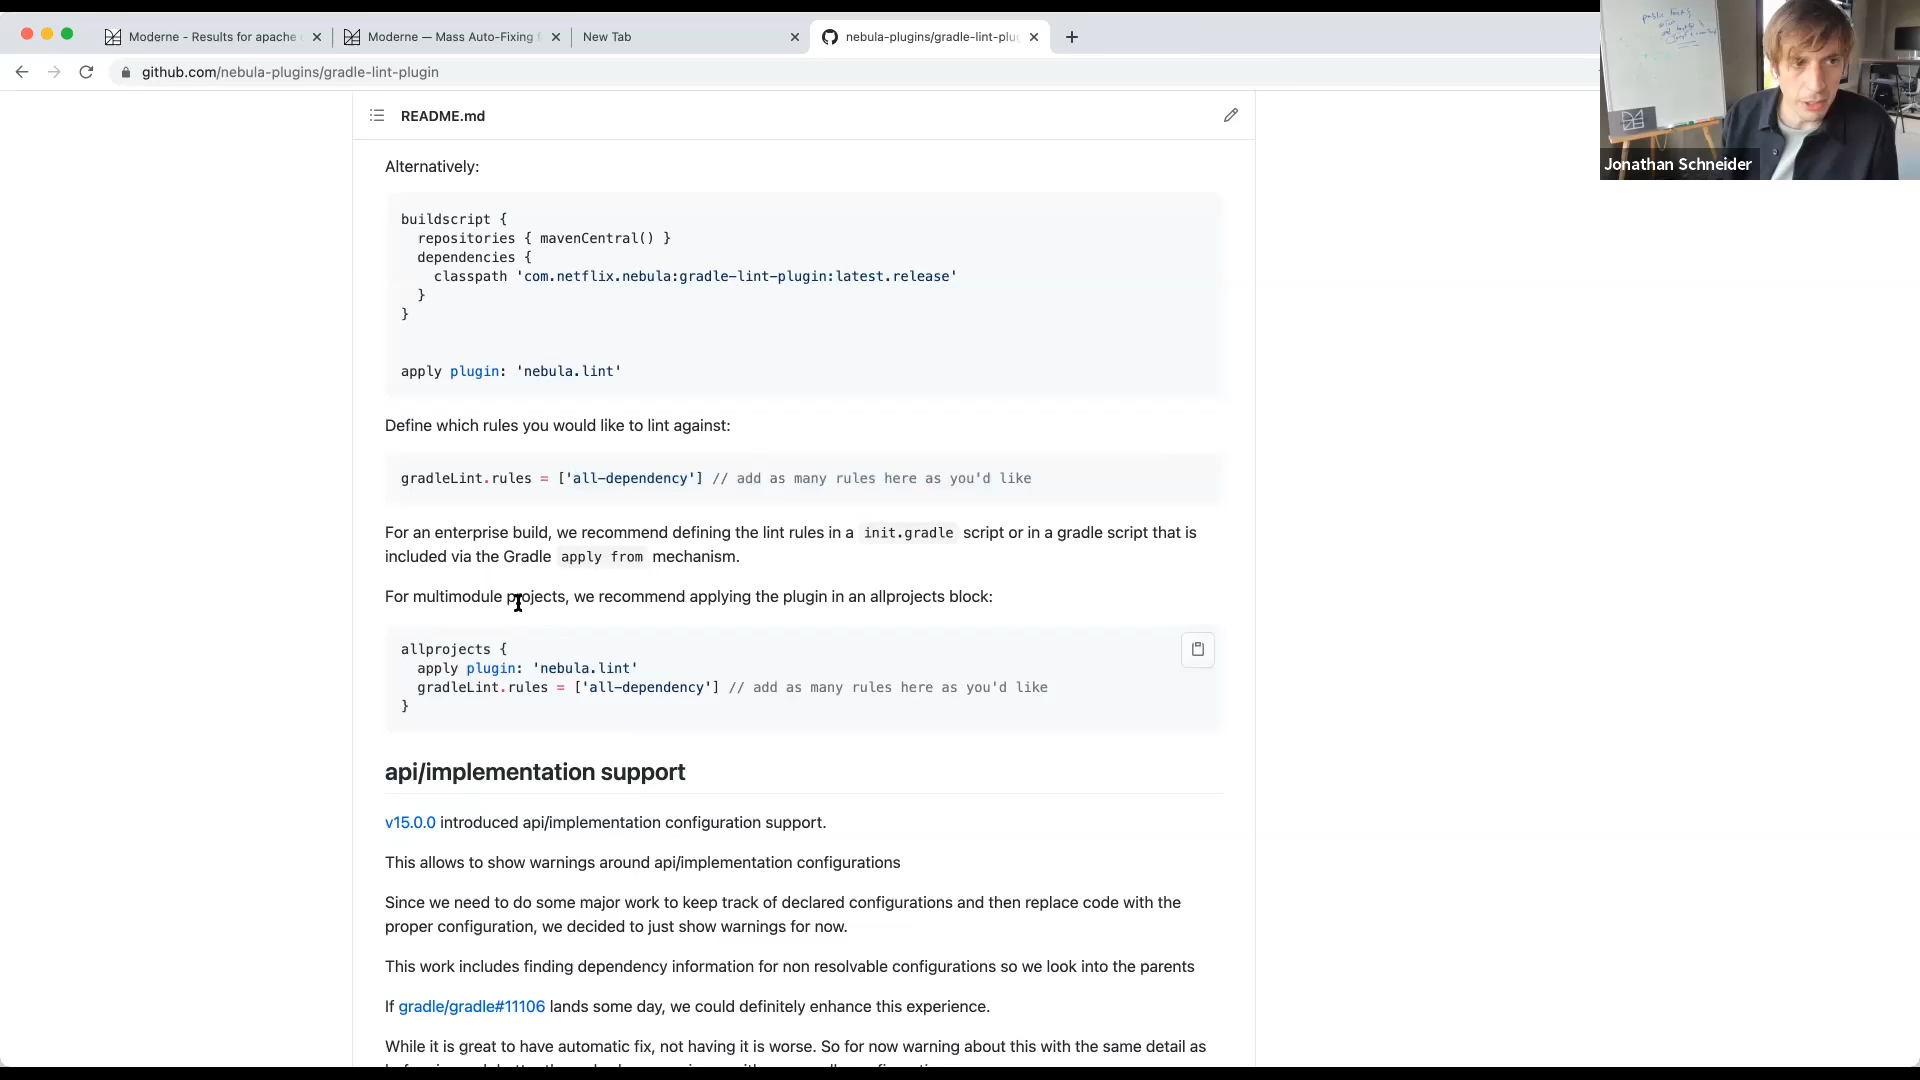 Moderne - Results for apache
Moderne — Mass Auto-Fixing
New Tab
nebula-plugins/gradle-lint-plu
github.com/nebula-plugins/gradle-lint-plugin
Jonathan Schneider
README.md
Alternatively:
buildscript {
repositories { mavenCentral() }
dependencies {
classpath 'com.netflix.nebula:gradle-lint-plugin:latest.release'
}
}
apply plugin: 'nebula.lint'
Define which rules you would like to lint against:
gradleLint.rules = ['all-dependency'] // add as many rules here as you'd like
For an enterprise build, we recommend defining the lint rules in a init.gradle script or in a gradle script that is
included via the Gradle apply from mechanism.
For multimodule projects, we recommend applying the plugin in an allprojects block:
allprojects {
apply plugin: 'nebula.lint'
gradleLint.rules = ['all-dependency'] // add as many rules here as you'd like
}
api/implementation support
v15.0.0 introduced api/implementation configuration support.
This allows to show warnings around api/implementation configurations
Since we need to do some major work to keep track of declared configurations and then replace code with the
proper configuration, we decided to just show warnings for now.
This work includes finding dependency information for non resolvable configurations so we look into the parents
If gradle/gradle#11106 lands some day, we could definitely enhance this experience.
While it is great to have automatic fix, not having it is worse. So for now warning about this with the same detail as